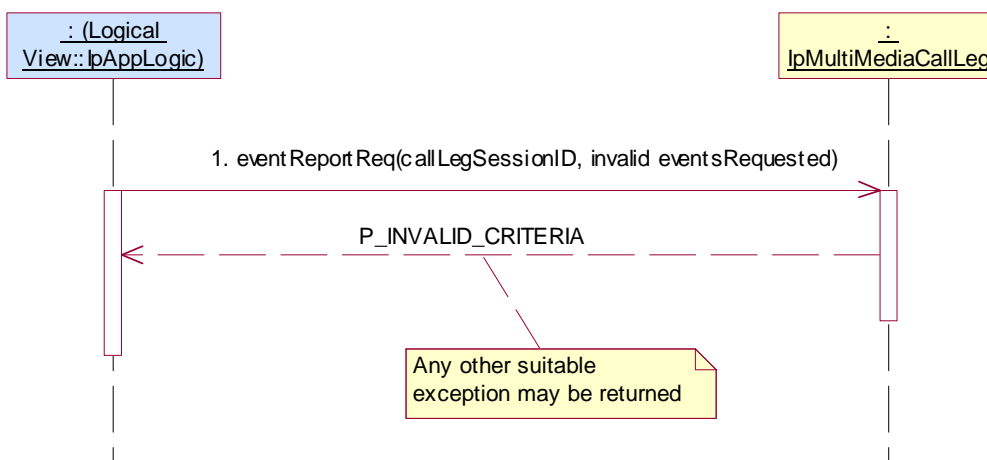 : (Logical
View::IpAppLogic)
:
IpMultiMediaCallLeg
1. eventReportReq(callLegSessionID, invalid eventsRequested)
P_INVALID_CRITERIA
Any other suitable
exception may be returned